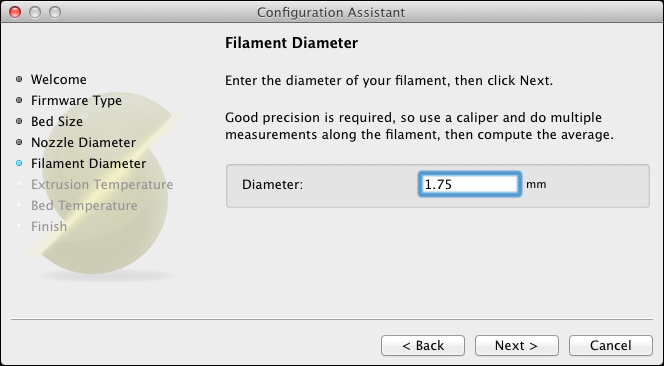 Configuration Assistant
Filament Diameter
Welcome
Firmware Type
Bed Size
Nozzle Diameter
Filament Diameter
Extrusion Temperature
Bed Temperature
Finish
Enter the diameter of your filament, then click Next.
Good precision is required, so use a caliper and do multiple
measurements along the filament, then compute the average.
Diameter: 1.75 mm
< Back Next > Cancel